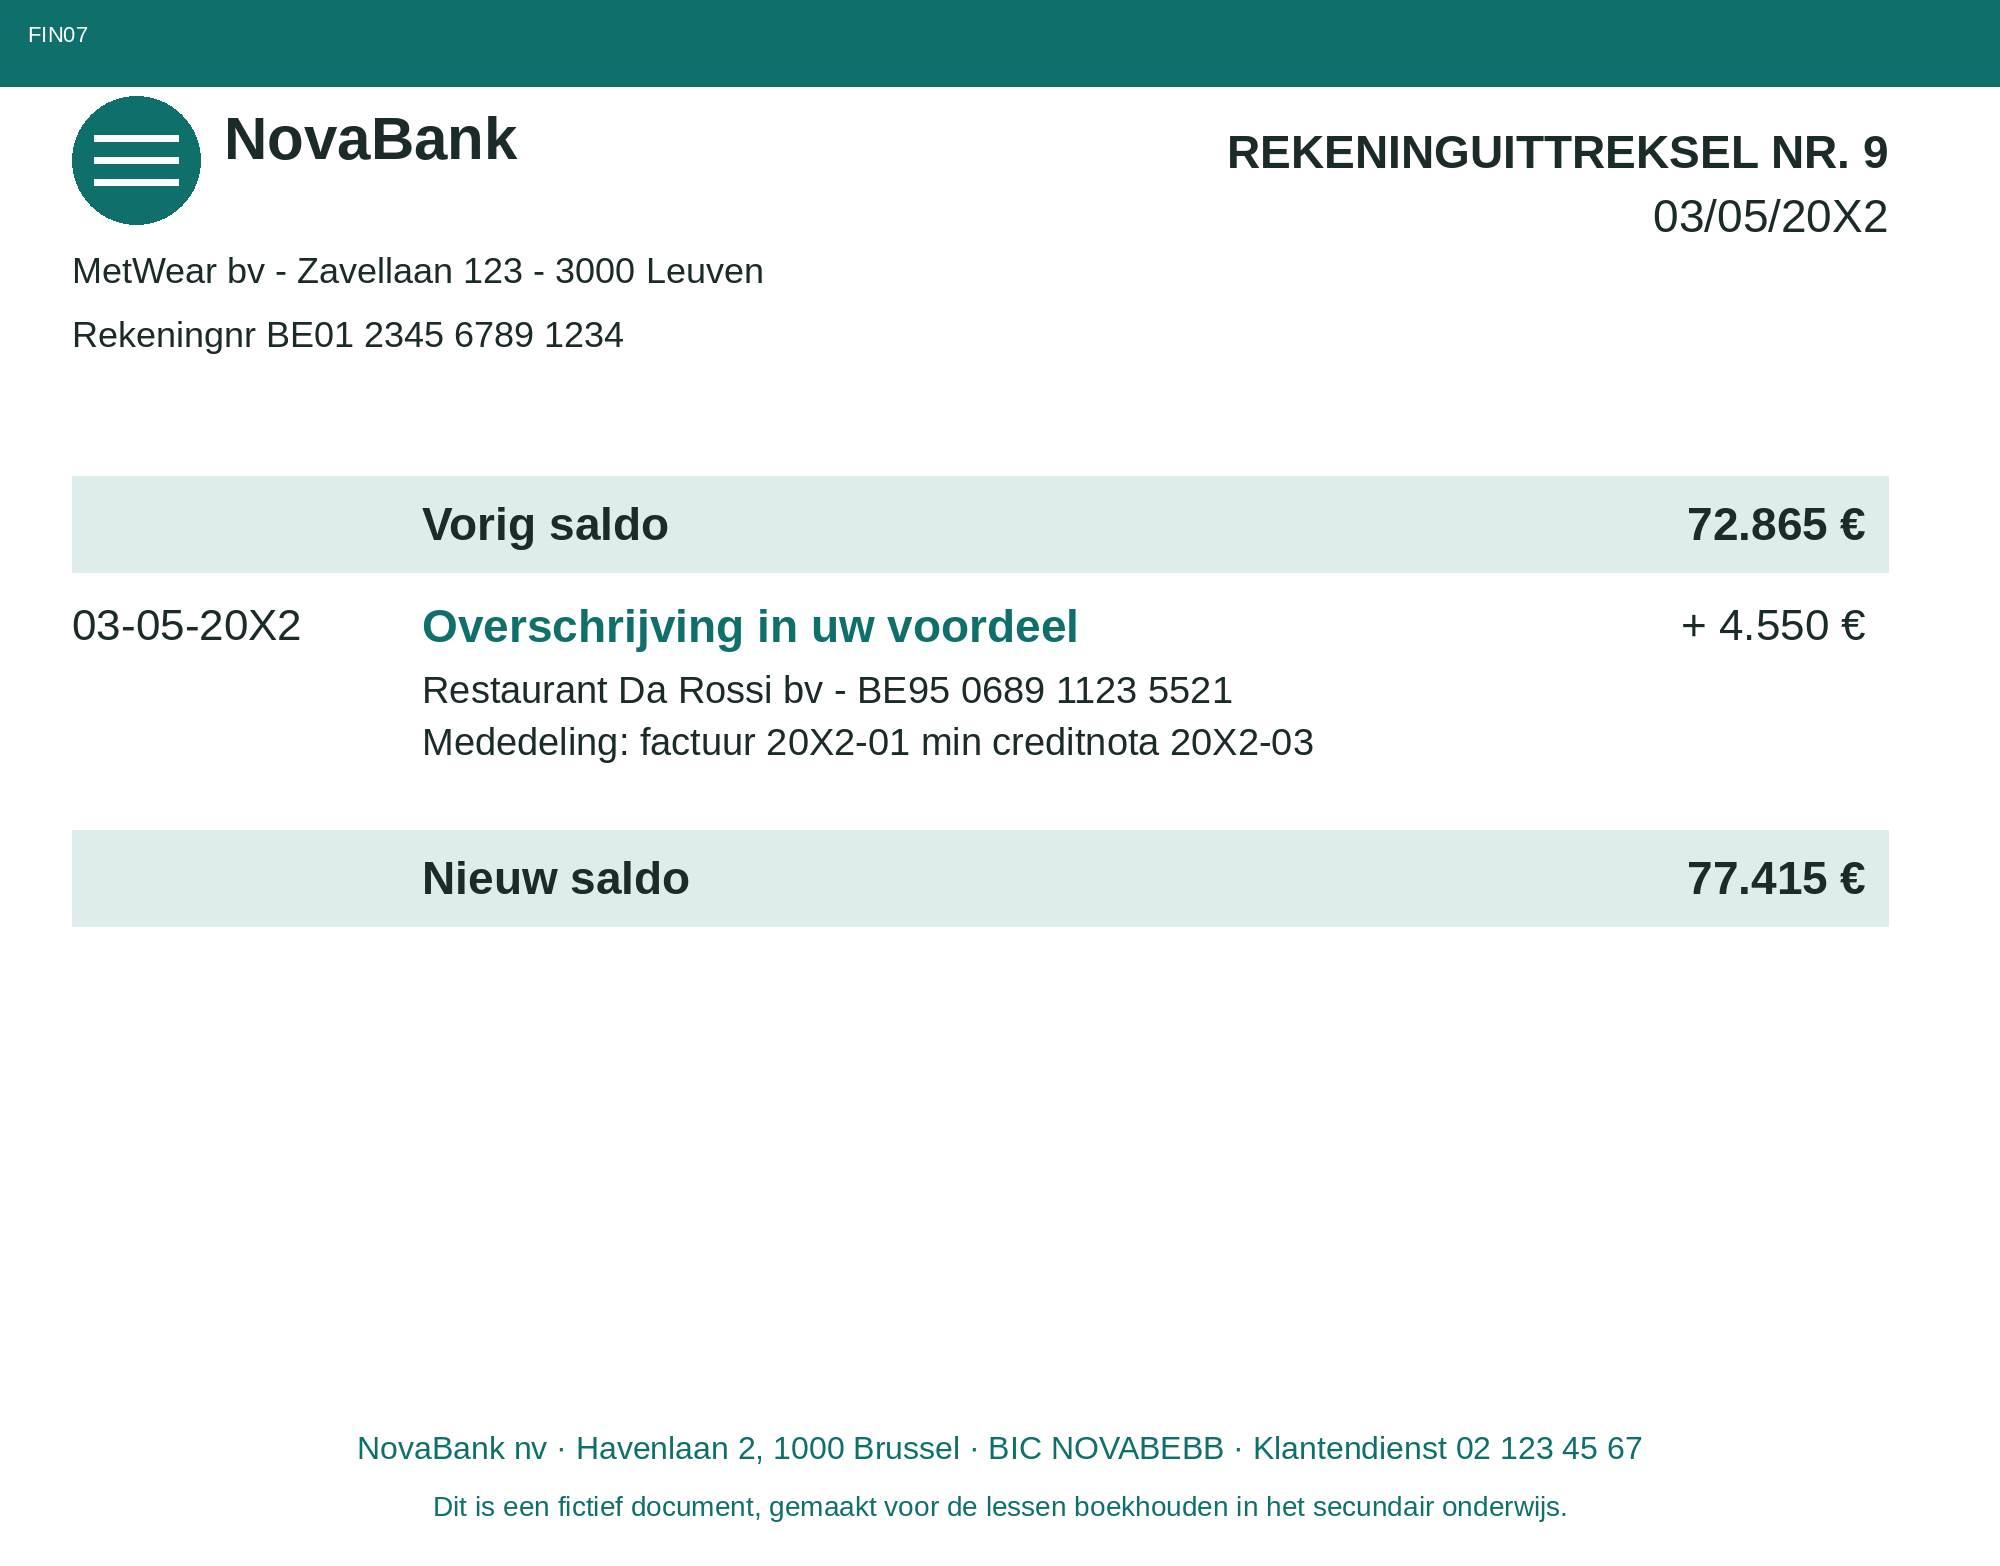 FIN07
NovaBank
REKENINGUITTREKSEL NR. 9
03/05/20X2
MetWear bv - Zavellaan 123 - 3000 Leuven
Rekeningnr BE01 2345 6789 1234
Vorig saldo 72.865 €
03-05-20X2 Overschrijving in uw voordeel + 4.550 €
Restaurant Da Rossi bv - BE95 0689 1123 5521
Mededeling: factuur 20X2-01 min creditnota 20X2-03
Nieuw saldo 77.415 €
NovaBank nv · Havenlaan 2, 1000 Brussel · BIC NOVABEBB · Klantendienst 02 123 45 67
Dit is een fictief document, gemaakt voor de lessen boekhouden in het secundair onderwijs.